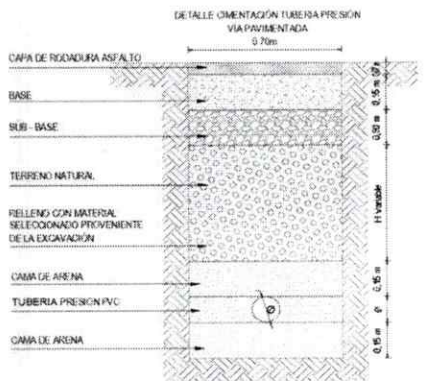 DETALLE CIMENTACIÓN TUBERIA PRESIÓN
VÍA PAVIMENTADA
0.70m
CAPA DE RODADURA ASFALTO
BASE
SUB - BASE
TERRENO NATURAL
RELLENO CON MATERIAL
SELECCIONADO PROVENIENTE
DE LA EXCAVACIÓN
CAMA DE ARENA
TUBERIA PRESION PVC
CAMA DE ARENA
0,15 m
0,30 m
H Variable
0,15 m
Ø
0,15 m